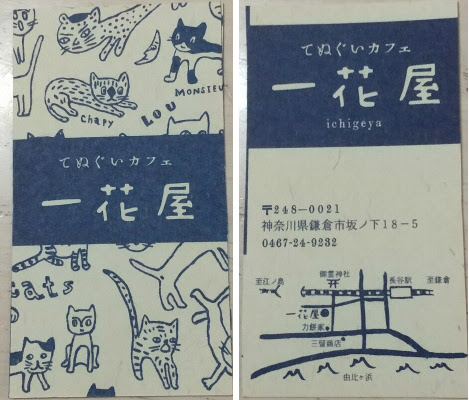 Chapy
Lou
MONSIEU
てぬぐいカフェ
一花屋
cats
てぬぐいカフェ
一花屋
ichigeya
〒248-0021
神奈川県鎌倉市坂ノ下18-5
0467-24-9232
至江ノ島
御霊神社
長谷駅
至鎌倉
一花屋
力餅家
三留商店
由比ヶ浜